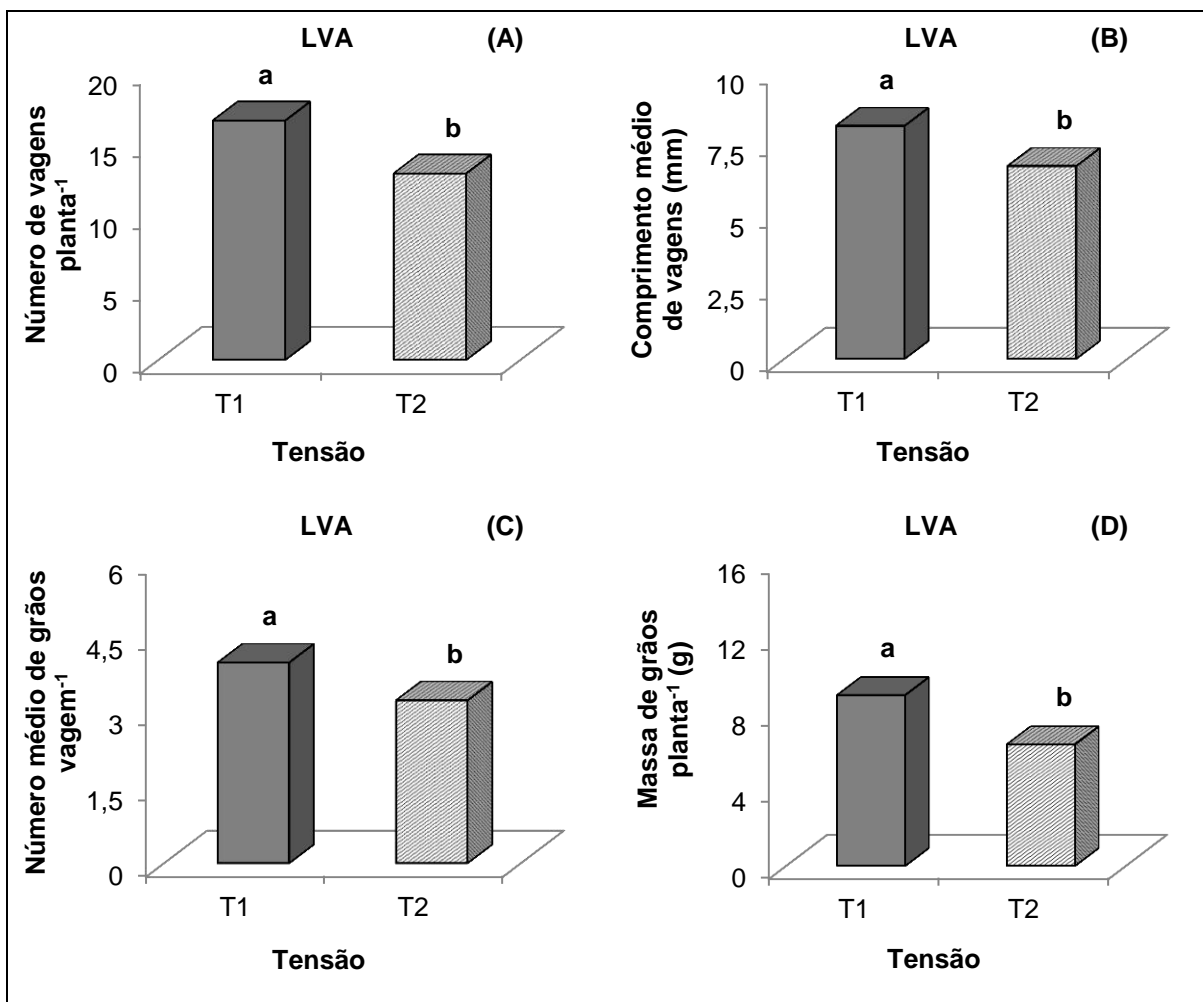 LVA (A)
Número de vagens
planta⁻¹
20
15
10
5
0
a
b
T1 T2
Tensão
LVA (B)
Comprimento médio
de vagens (mm)
10
7,5
5
2,5
0
a
b
T1 T2
Tensão
LVA (C)
Número médio de grãos
vagem⁻¹
6
4,5
3
1,5
0
a
b
T1 T2
Tensão
LVA (D)
Massa de grãos
planta⁻¹ (g)
16
12
8
4
0
a
b
T1 T2
Tensão